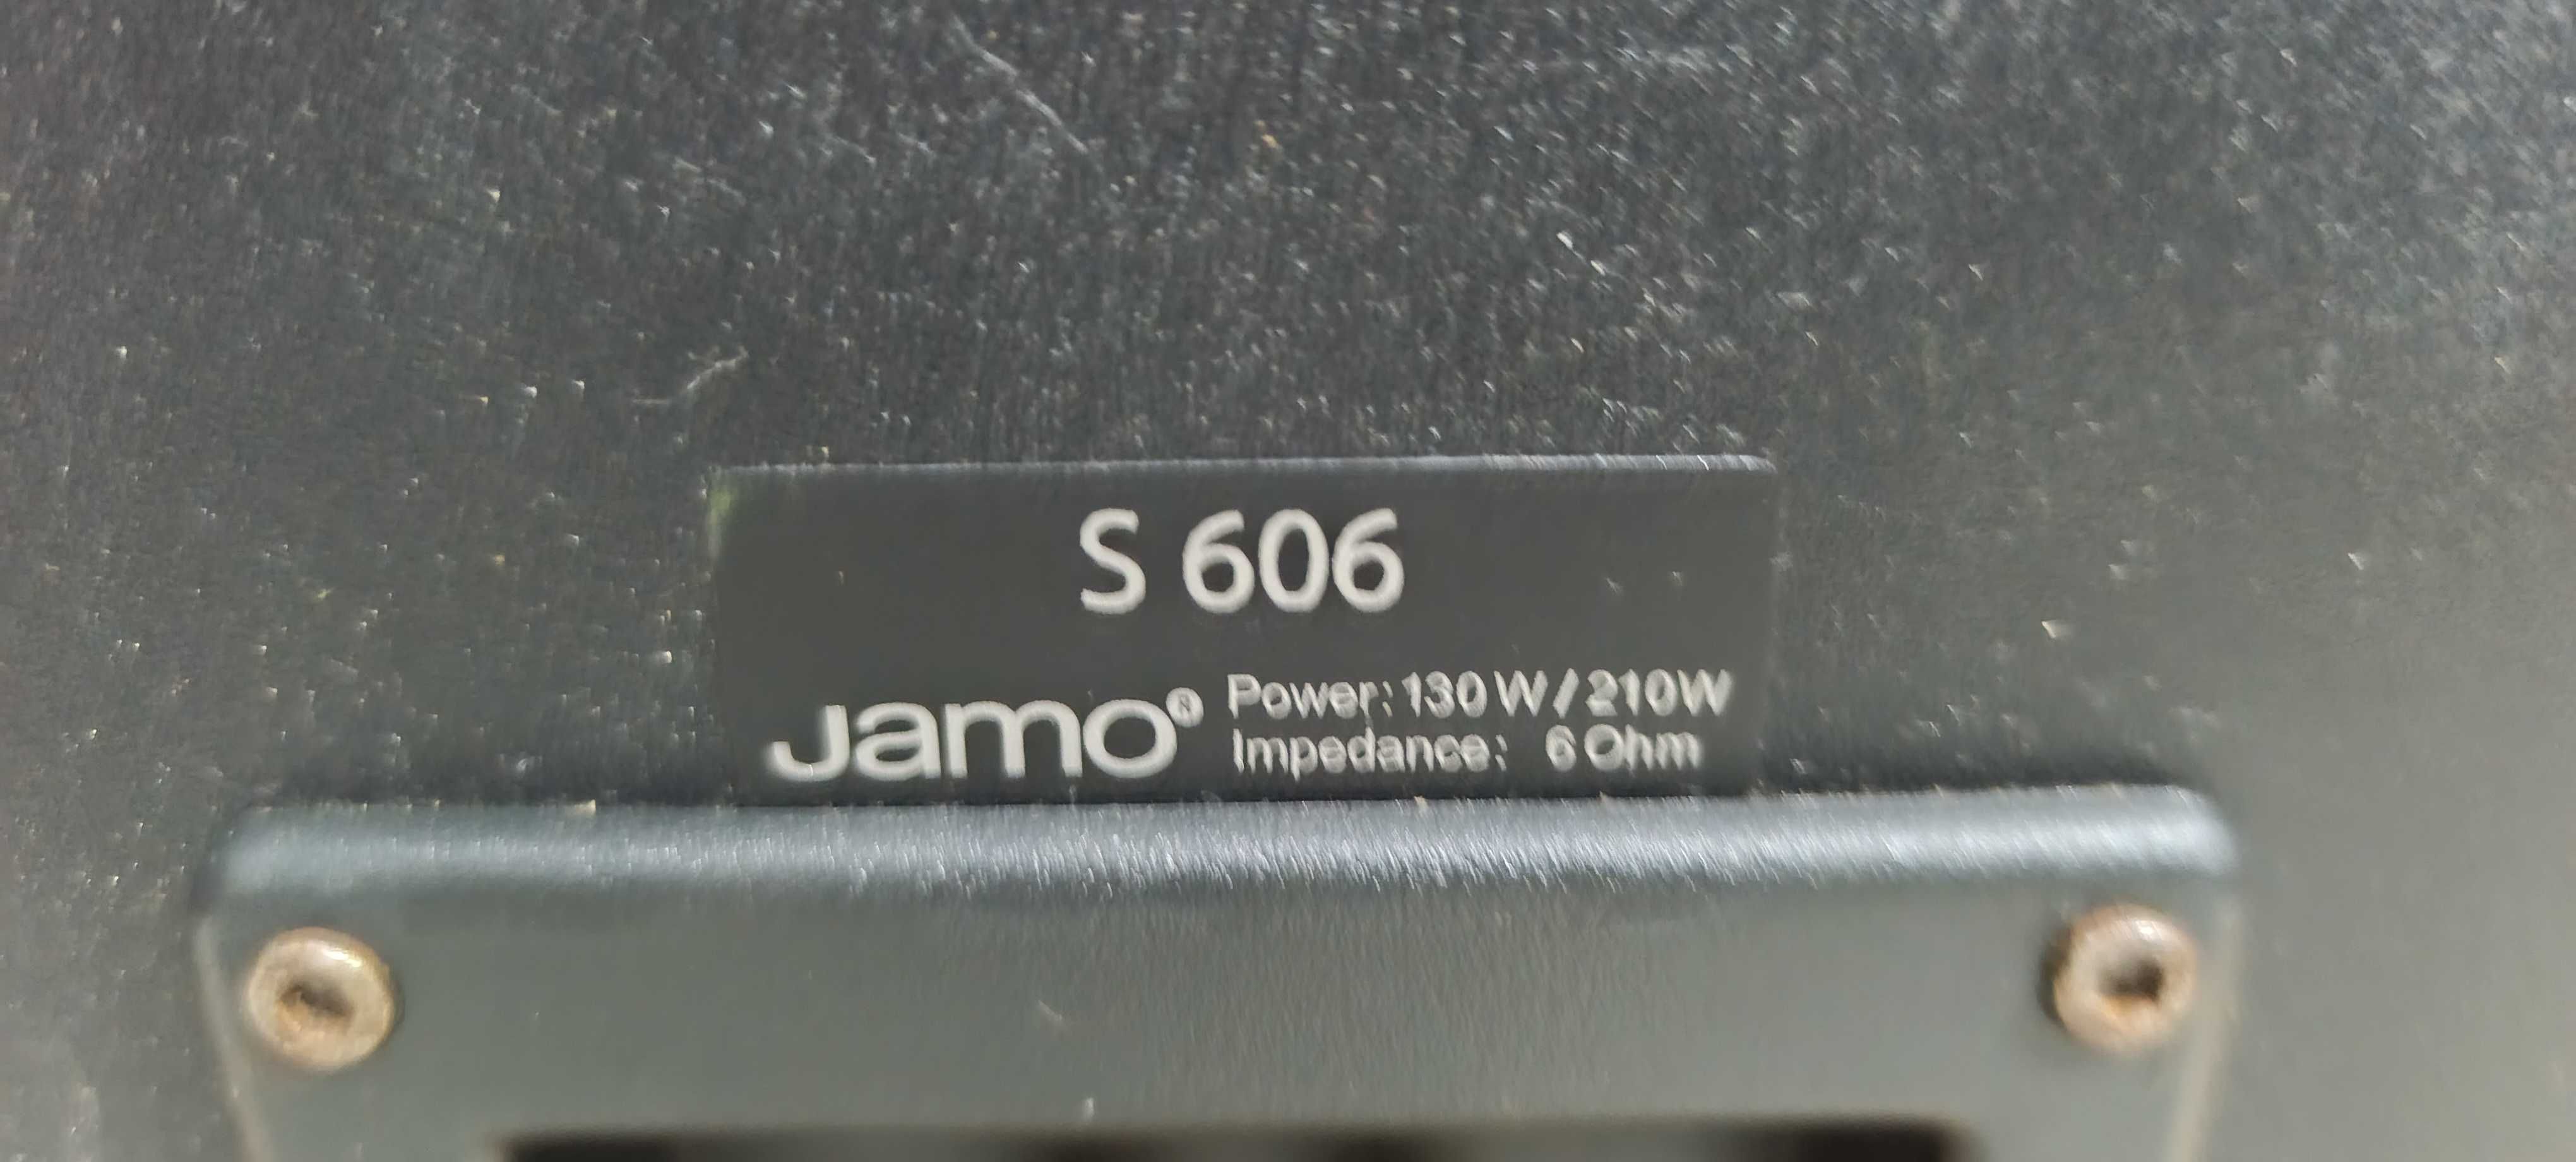 S 606
Jamo® Power: 130 W / 210W
Impedance: 6 Ohm